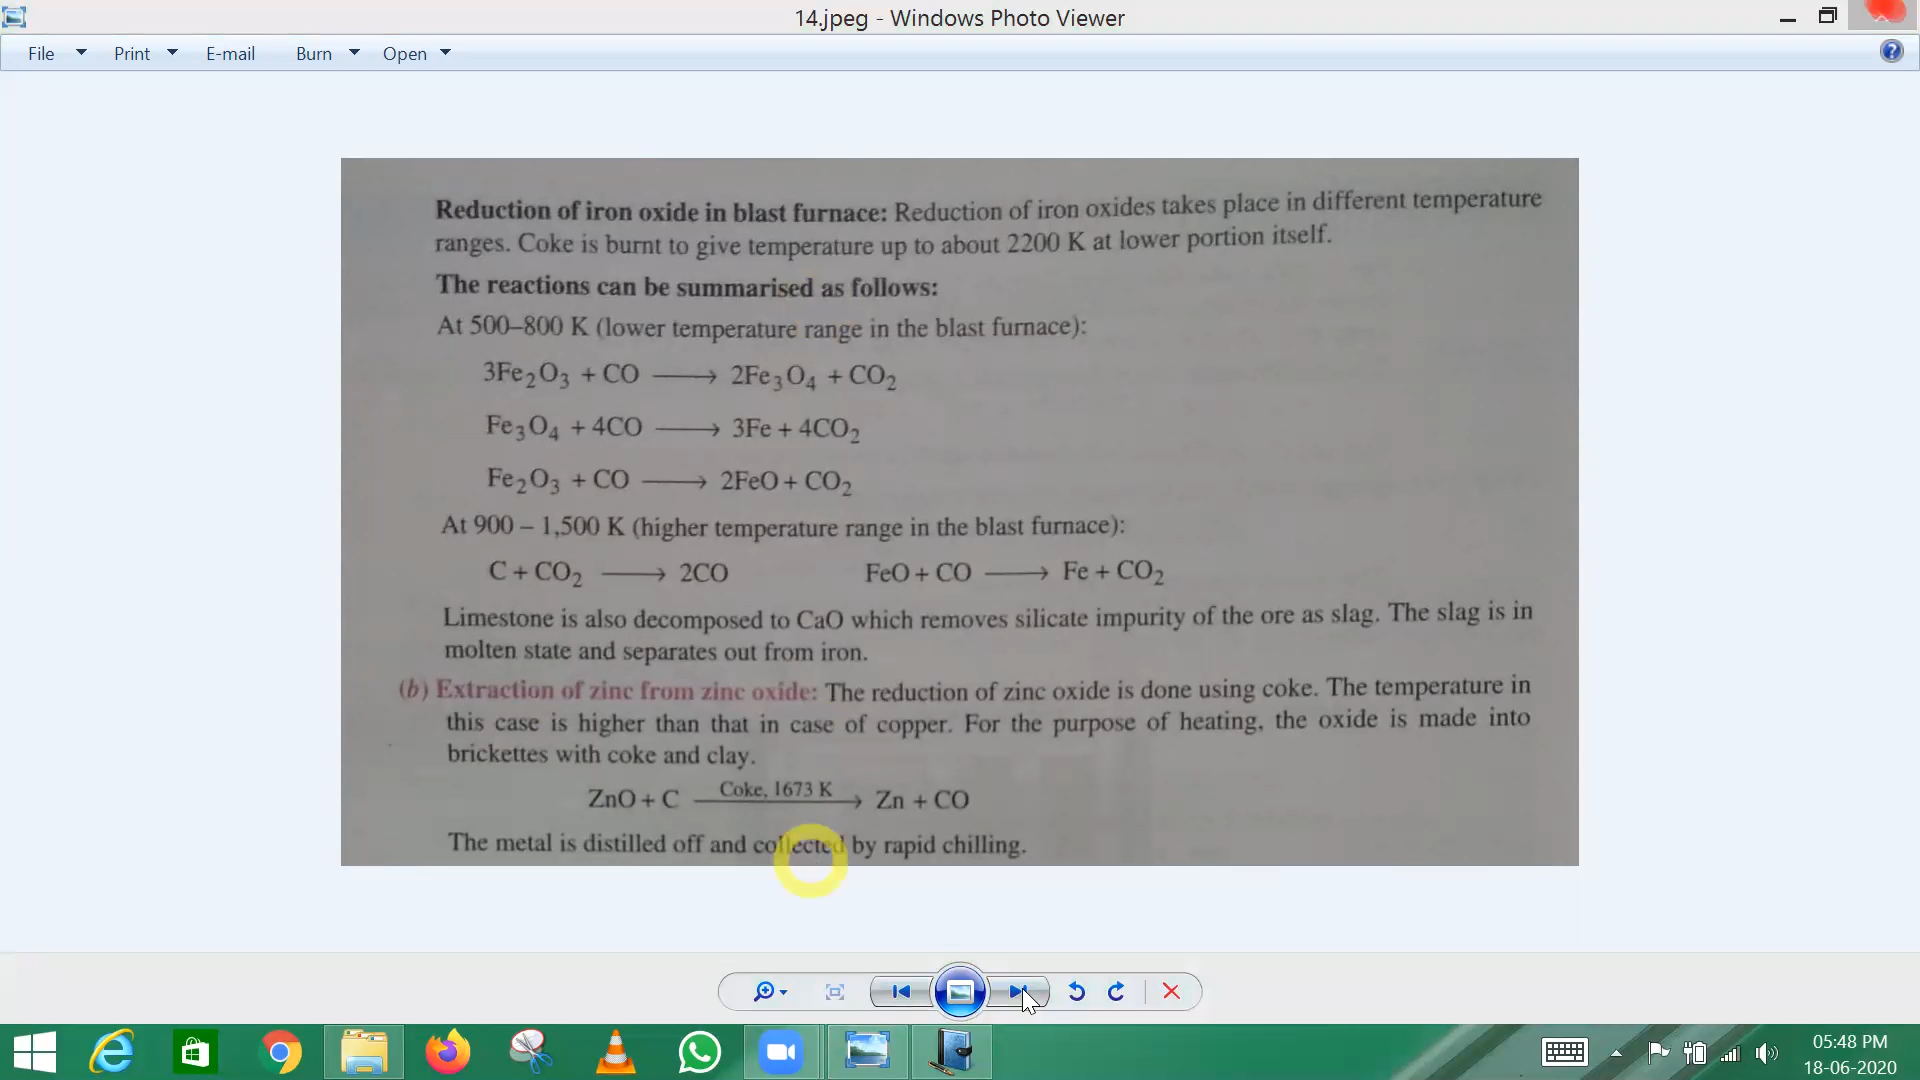 14.jpeg - Windows Photo Viewer
File Print E-mail Burn Open
Reduction of iron oxide in blast furnace: Reduction of iron oxides takes place in different temperature
ranges. Coke is burnt to give temperature up to about 2200 K at lower portion itself.
The reactions can be summarised as follows:
At 500–800 K (lower temperature range in the blast furnace):
3Fe₂O₃ + CO ⟶ 2Fe₃O₄ + CO₂
Fe₃O₄ + 4CO ⟶ 3Fe + 4CO₂
Fe₂O₃ + CO ⟶ 2FeO + CO₂
At 900 – 1,500 K (higher temperature range in the blast furnace):
C + CO₂ ⟶ 2CO FeO + CO ⟶ Fe + CO₂
Limestone is also decomposed to CaO which removes silicate impurity of the ore as slag. The slag is in
molten state and separates out from iron.
(b) Extraction of zinc from zinc oxide: The reduction of zinc oxide is done using coke. The temperature in
this case is higher than that in case of copper. For the purpose of heating, the oxide is made into
brickettes with coke and clay.
Coke, 1673 K
ZnO + C ⟶ Zn + CO
The metal is distilled off and collected by rapid chilling.
05:48 PM
18-06-2020